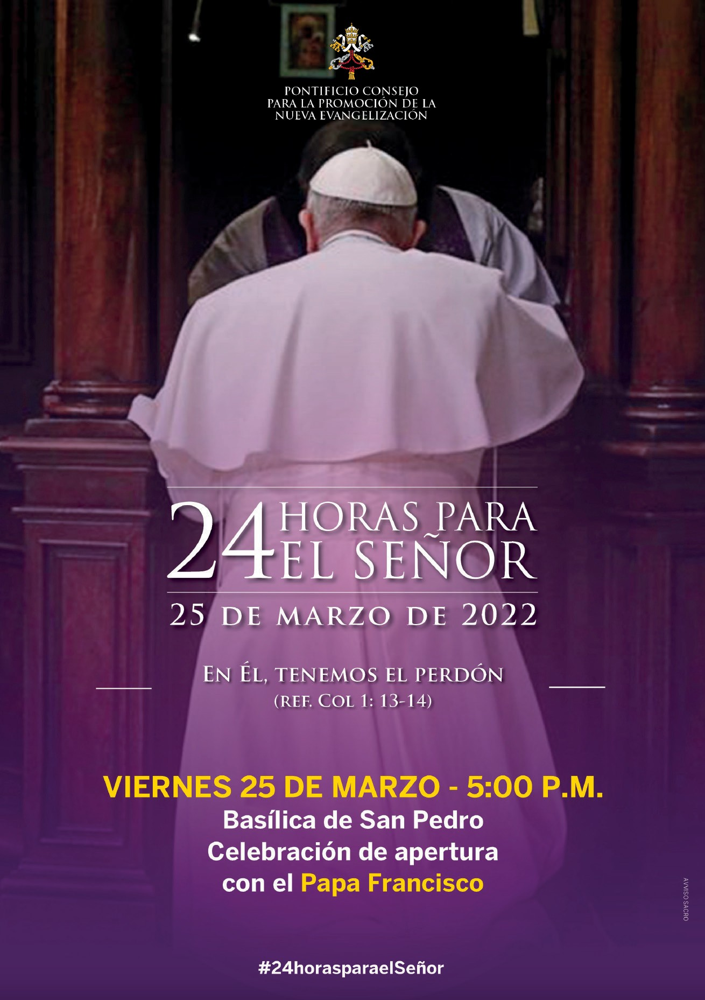 PONTIFICIO CONSEJO
PARA LA PROMOCIÓN DE LA
NUEVA EVANGELIZACIÓN
24 HORAS PARA
EL SEÑOR
25 DE MARZO DE 2022
EN ÉL, TENEMOS EL PERDÓN
(REF. COL 1: 13-14)
VIERNES 25 DE MARZO - 5:00 P.M.
Basílica de San Pedro
Celebración de apertura
con el Papa Francisco
AVVISO SACRO
#24horasparaelSeñor